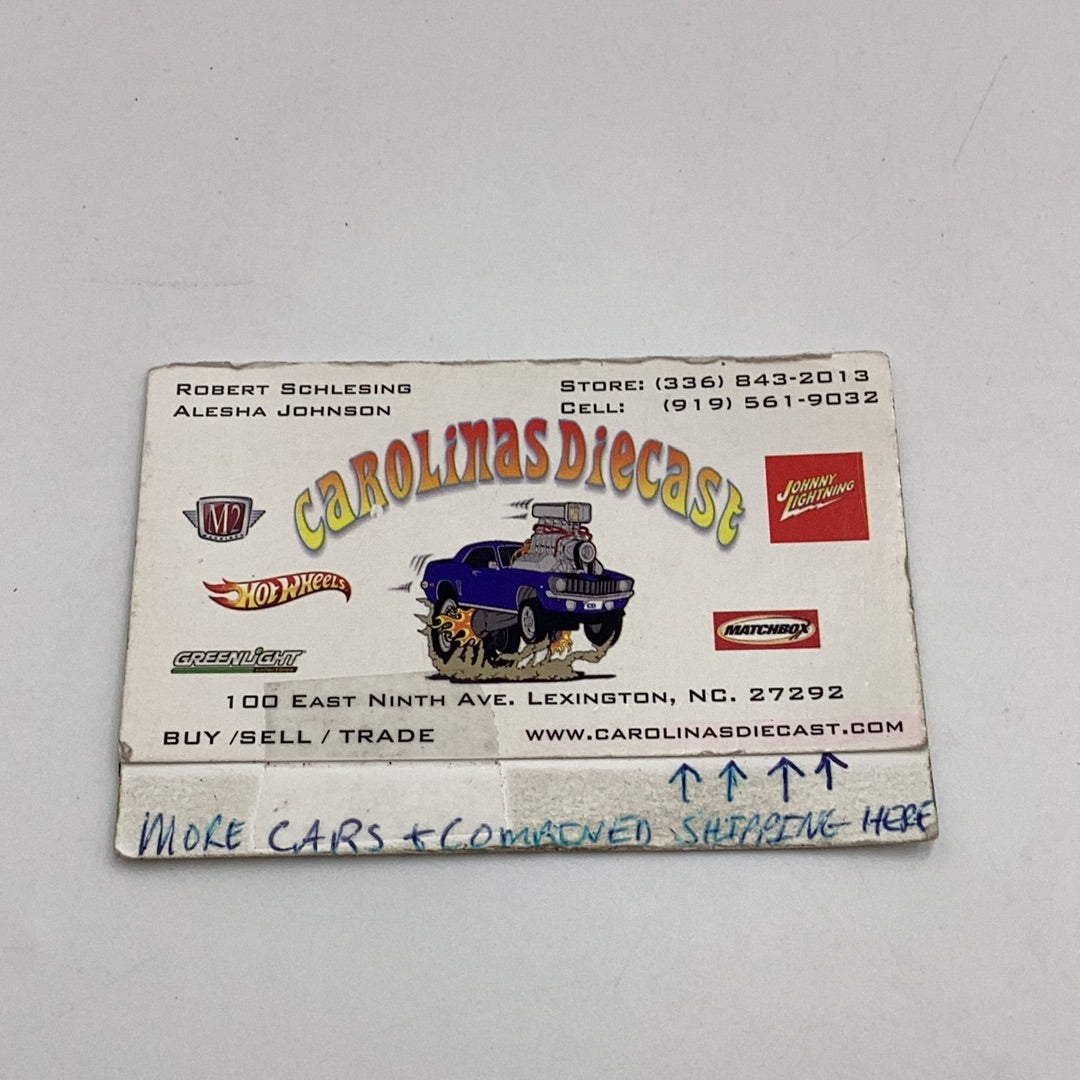 ROBERT SCHLESING
ALESHA JOHNSON
STORE: (336) 843-2013
CELL: (919) 561-9032
CAROLINAS DIECAST
M2
JOHNNY LIGHTNING
HOT WHEELS
MATCHBOX
GREENLIGHT
100 EAST NINTH AVE. LEXINGTON, NC. 27292
BUY /SELL / TRADE
WWW.CAROLINASDIECAST.COM
↑ ↑ ↑ ↑
MORE CARS + COMBINED SHIPPING HERE